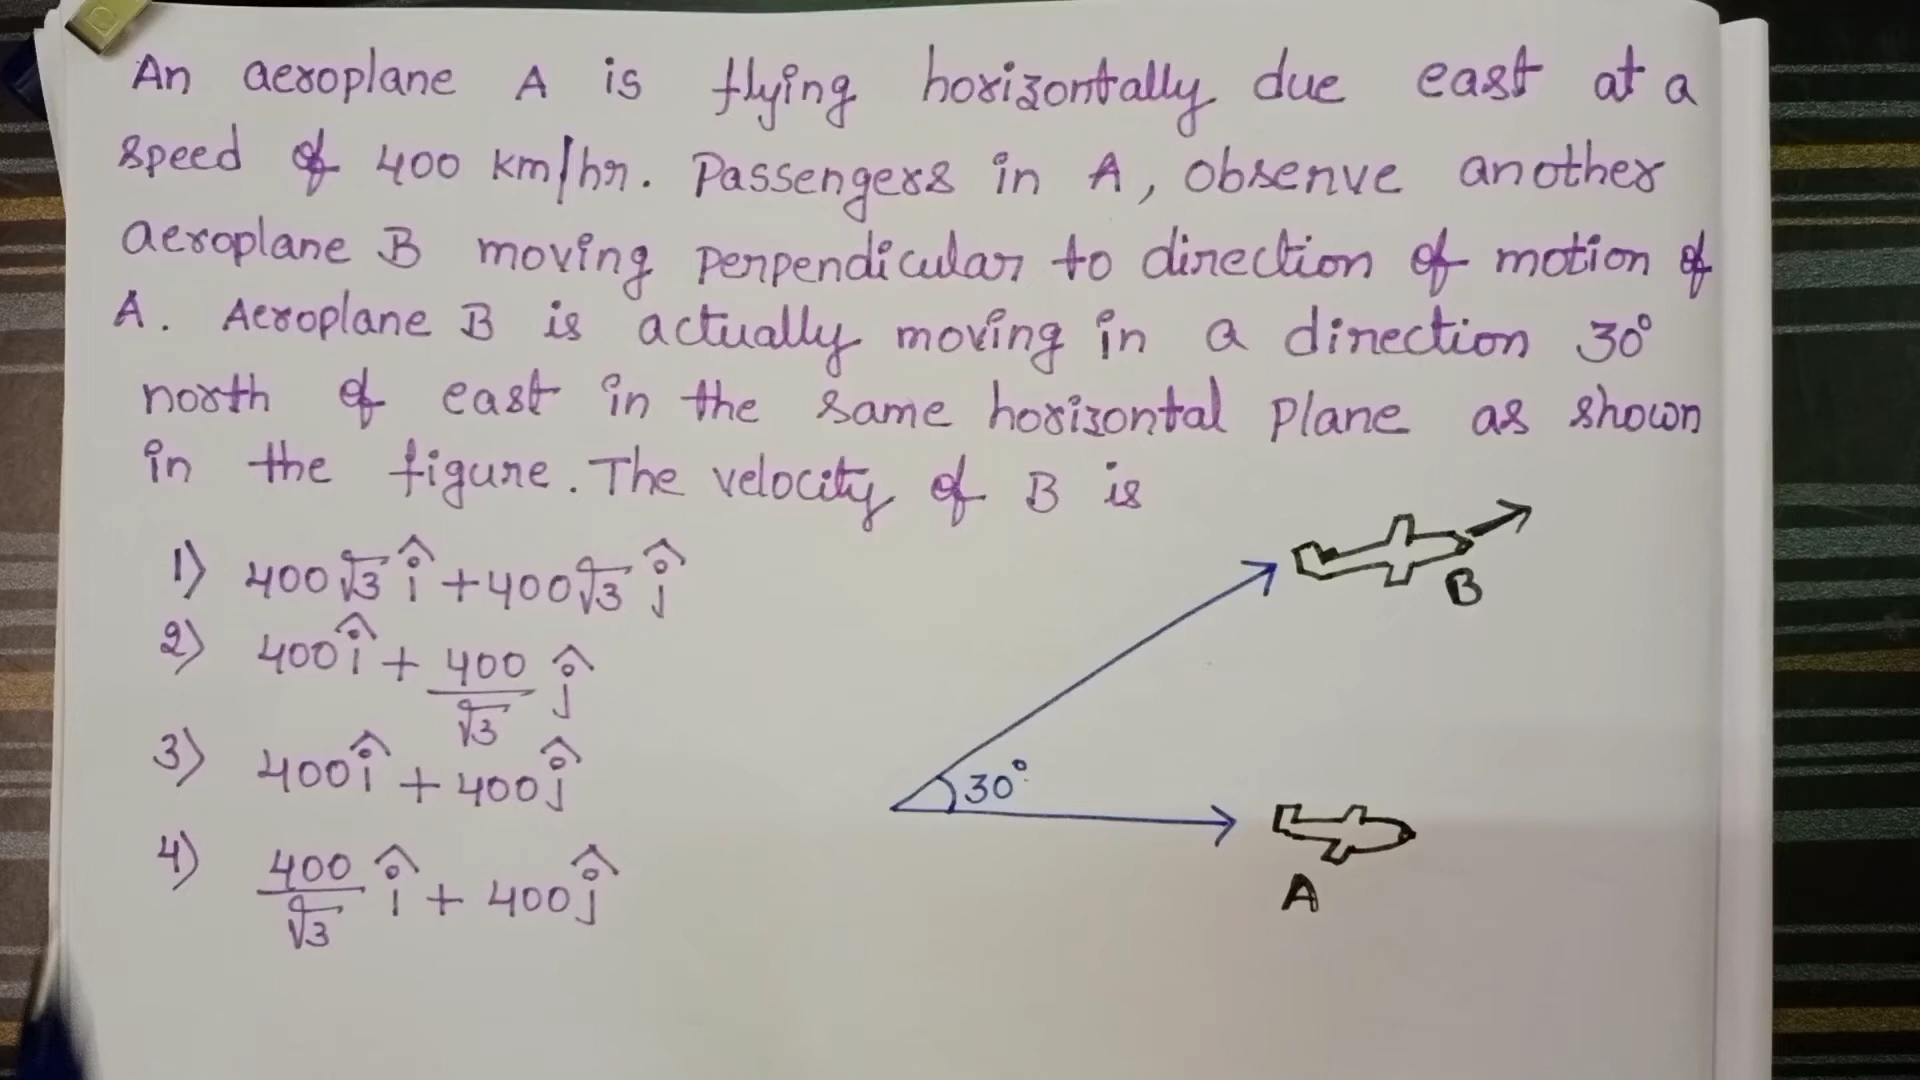 An aeroplane A is flying horizontally due east at a
speed of 400 km/hr. Passengers in A, observe another
aeroplane B moving perpendicular to direction of motion of
A. Aeroplane B is actually moving in a direction 30°
north of east in the same horizontal plane as shown
in the figure. The velocity of B is
1) 400√3 î + 400√3 ĵ
2) 400 î + 400/√3 ĵ
3) 400 î + 400 ĵ
4) 400/√3 î + 400 ĵ
B
30°
A